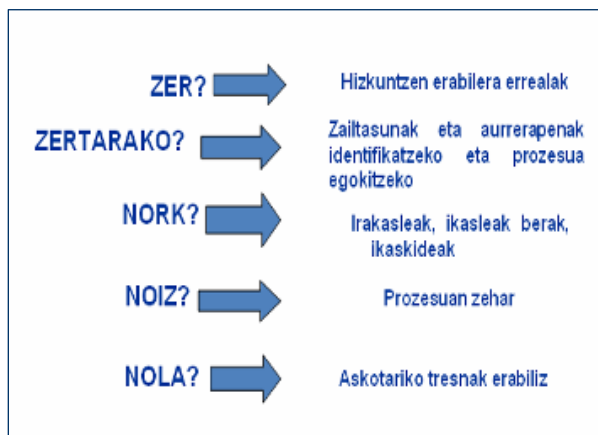 ZER?
Hizkuntzen erabilera errealak
ZERTARAKO?
Zailtasunak eta aurrerapenak
identifikatzeko eta prozesua
egokitzeko
NORK?
Irakasleak, ikasleak berak,
ikaskideak
NOIZ?
Prozesuan zehar
NOLA?
Askotariko tresnak erabiliz